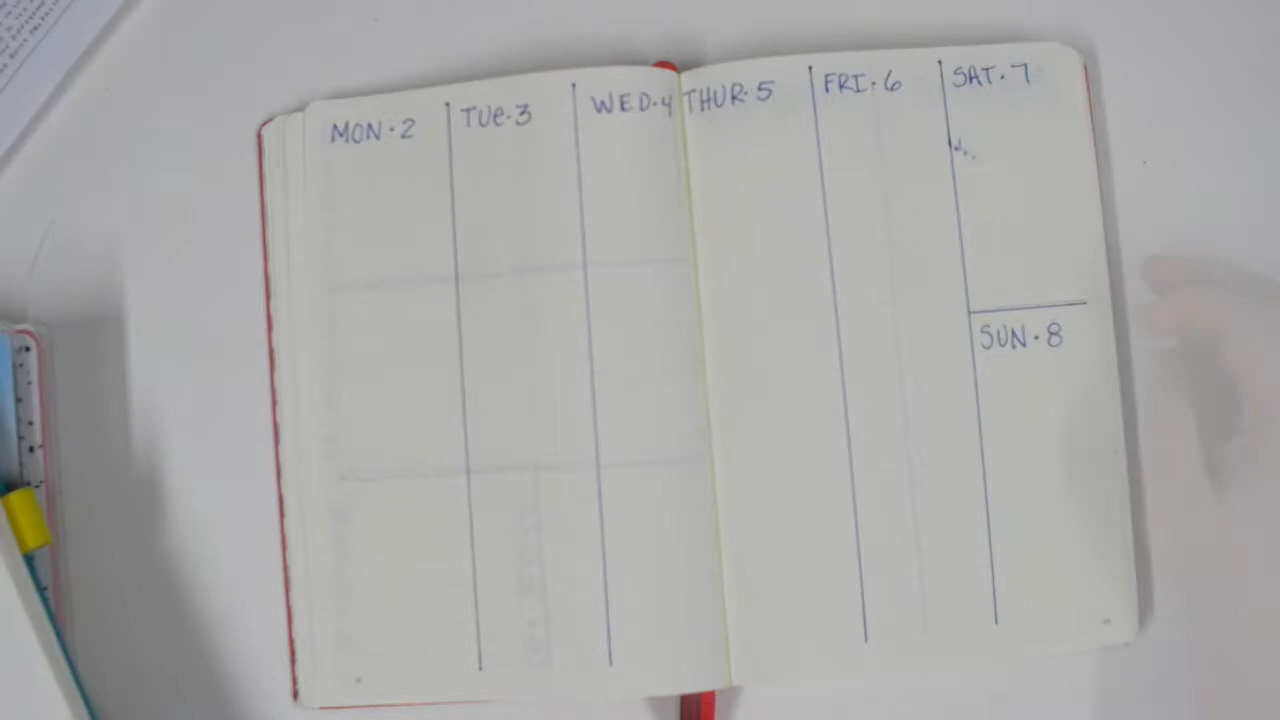 MON · 2
TUe · 3
WED · 4
THUR · 5
FRI · 6
SAT · 7
SUN · 8